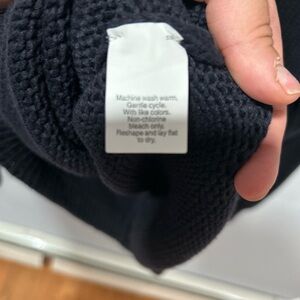 Machine wash warm.
Gentle cycle.
With like colors.
Non-chlorine
bleach only.
Reshape and lay flat
to dry.